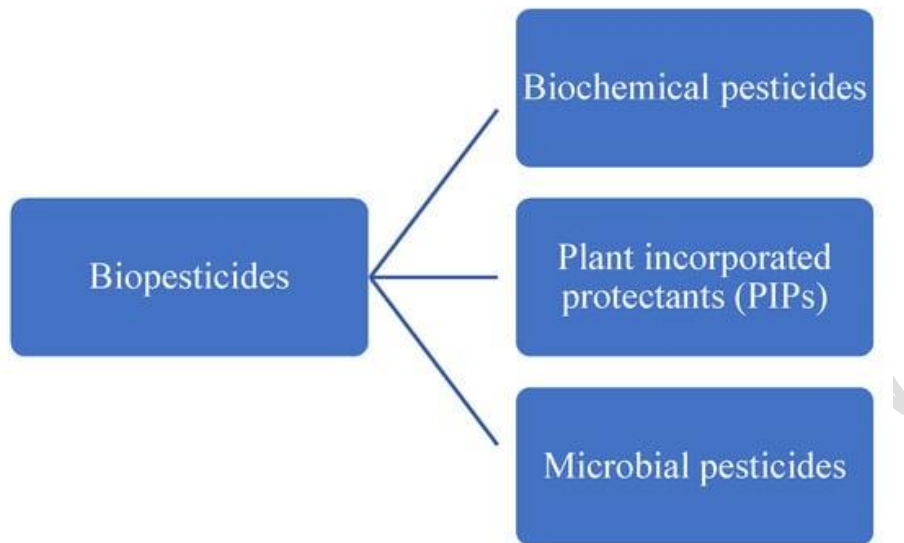 Biochemical pesticides
Biopesticides
Plant incorporated
protectants (PIPs)
Microbial pesticides